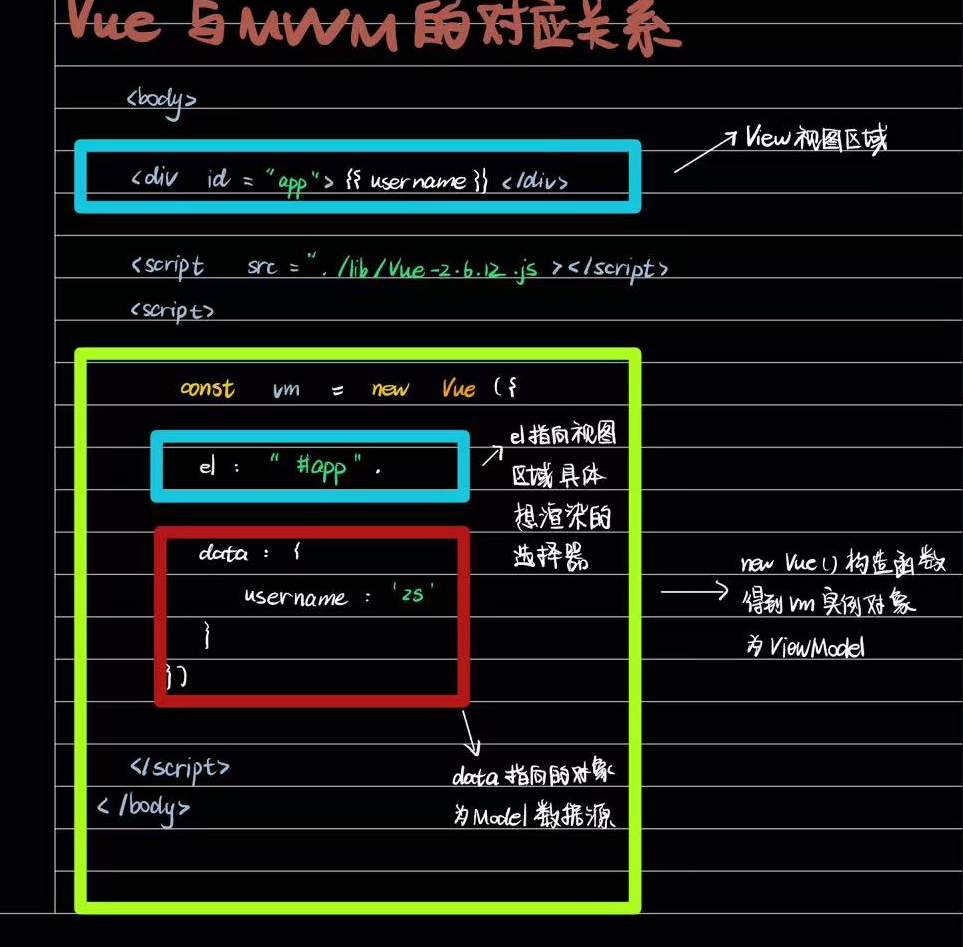 Vue 与 MVVM 的对应关系
<body>
<div id = "app"> {{ username }} </div>
View 视图区域
<script src = "./lib/Vue-2.6.12.js ></script>
<script>
const vm = new Vue ({
el : " #app " .
el 指向视图
区域具体
想渲染的
选择器
data : {
username : 'zs'
}
})
new Vue () 构造函数
得到 vm 实例对象
为 ViewModel
</script>
</body>
data 指向的对象
为 Model 数据源